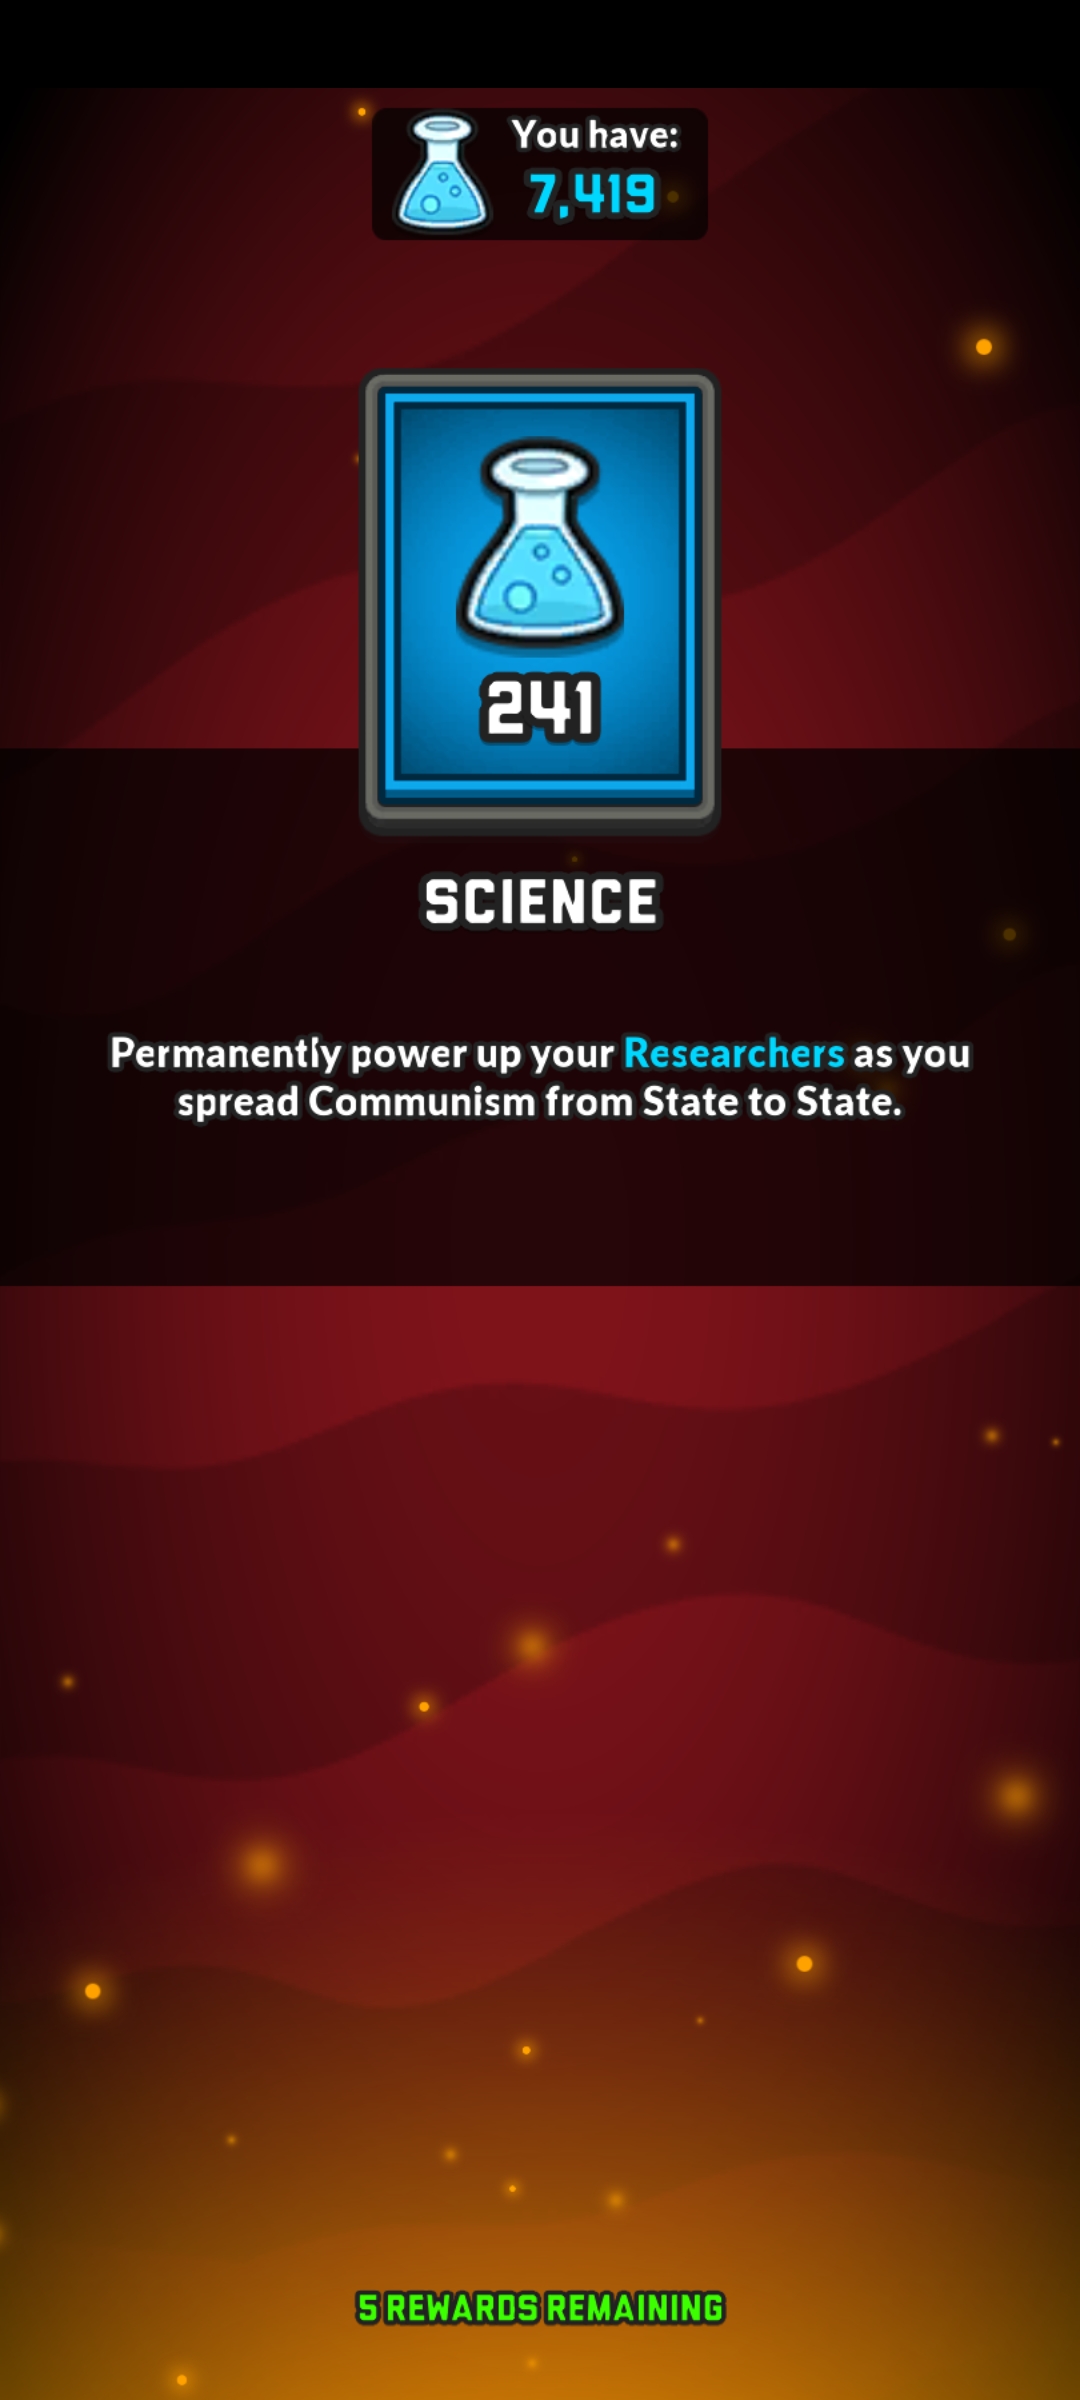 You have:
7,419
241
SCIENCE
Permanently power up your Researchers as you
spread Communism from State to State.
5 REWARDS REMAINING